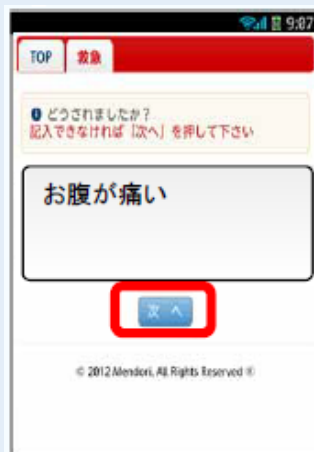 9:07
TOP 救急
どうされましたか？
記入できなければ「次へ」を押して下さい
お腹が痛い
次 へ
© 2012 Mendori, All Rights Reserved ®